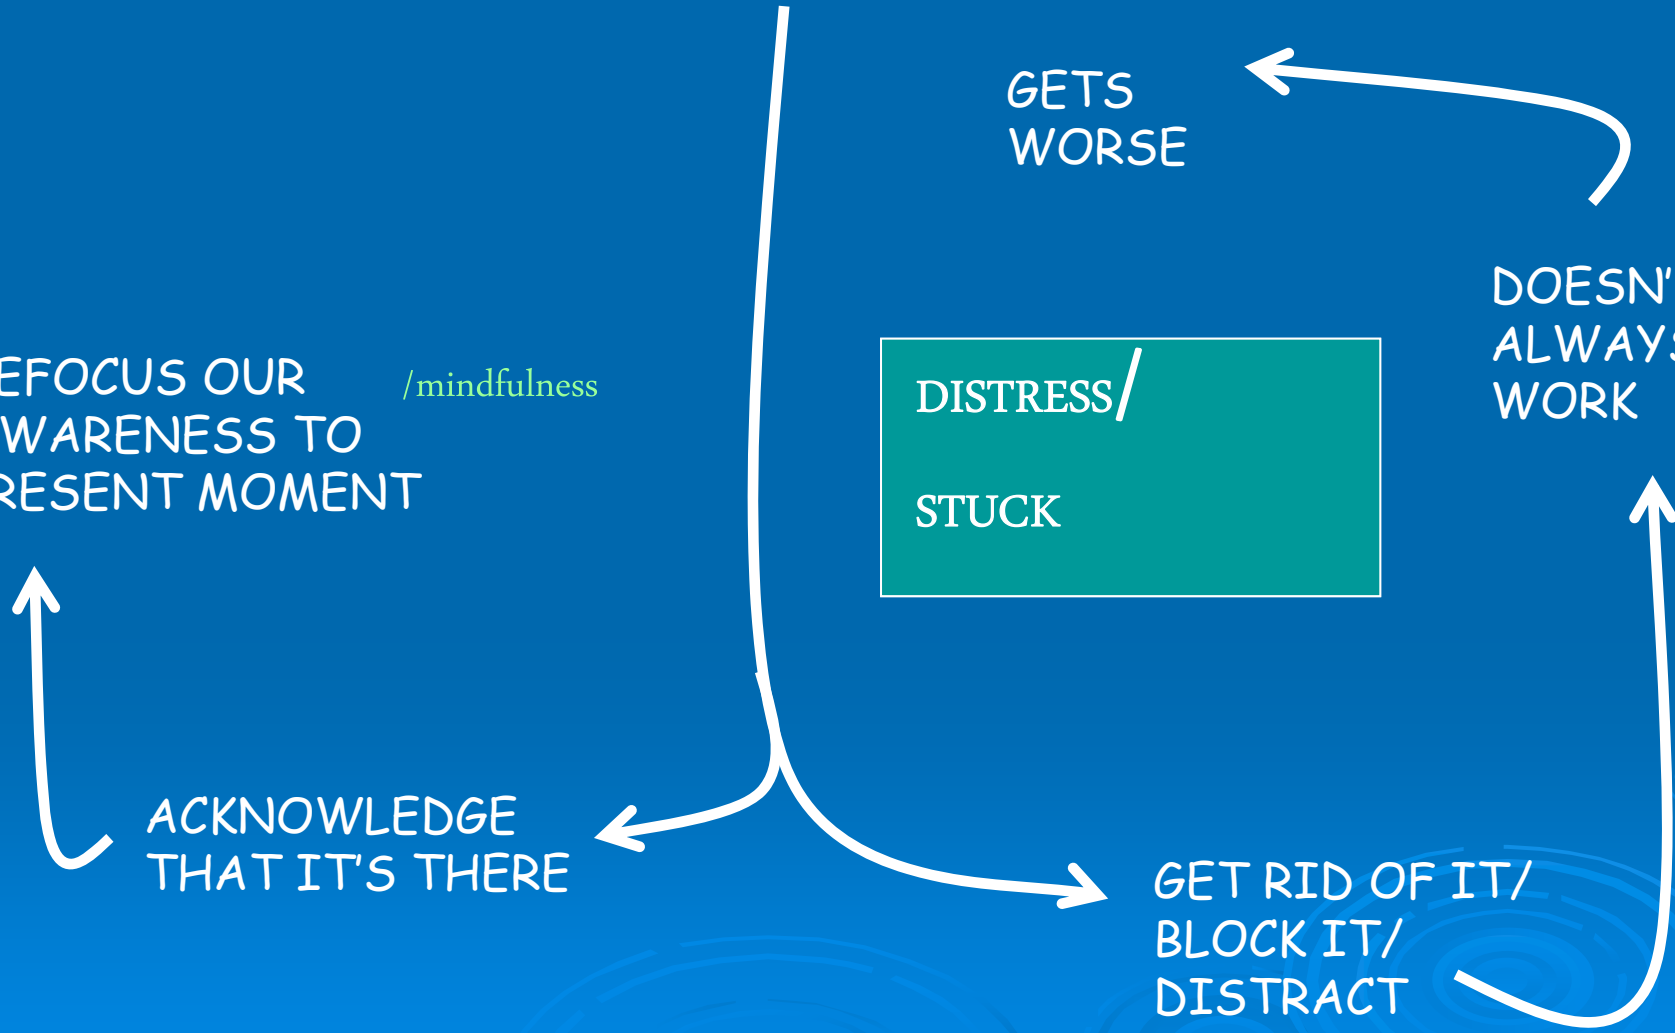 GETS
WORSE
DOESN'
ALWAYS
WORK
EFOCUS OUR /mindfulness
WARENESS TO
RESENT MOMENT
DISTRESS/
STUCK
ACKNOWLEDGE
THAT IT'S THERE
GET RID OF IT/
BLOCK IT/
DISTRACT